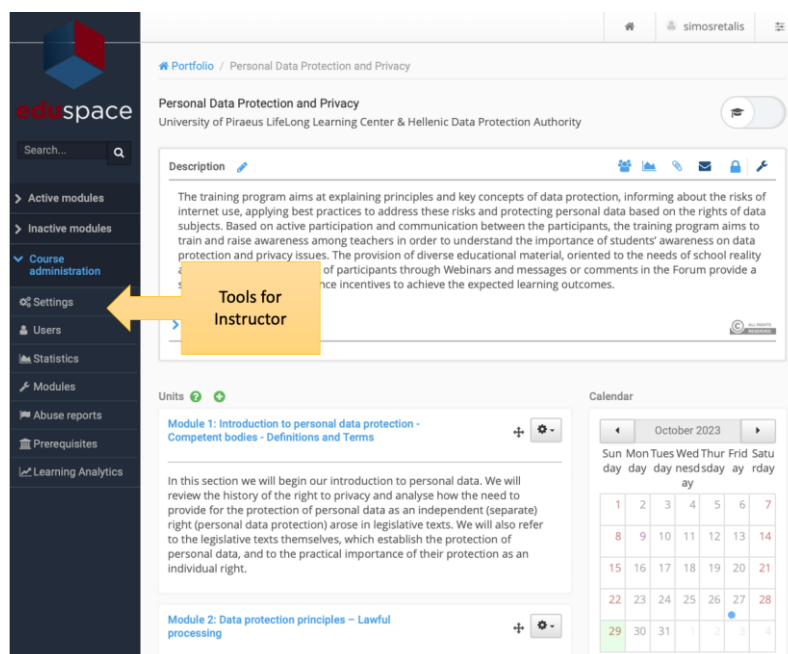 simosretalis
eduspace
Search...
Active modules
Inactive modules
Course
administration
Settings
Users
Statistics
Modules
Abuse reports
Prerequisites
Learning Analytics
Portfolio / Personal Data Protection and Privacy
Personal Data Protection and Privacy
University of Piraeus LifeLong Learning Center & Hellenic Data Protection Authority
Description
The training program aims at explaining principles and key concepts of data protection, informing about the risks of
internet use, applying best practices to address these risks and protecting personal data based on the rights of data
subjects. Based on active participation and communication between the participants, the training program aims to
train and raise awareness among teachers in order to understand the importance of students' awareness on data
protection and privacy issues. The provision of diverse educational material, oriented to the needs of school reality
of participants through Webinars and messages or comments in the Forum provide a
nce incentives to achieve the expected learning outcomes.
Tools for
Instructor
ALL RIGHTS
RESERVED
Units
Module 1: Introduction to personal data protection -
Competent bodies - Definitions and Terms
In this section we will begin our introduction to personal data. We will
review the history of the right to privacy and analyse how the need to
provide for the protection of personal data as an independent (separate)
right (personal data protection) arose in legislative texts. We will also refer
to the legislative texts themselves, which establish the protection of
personal data, and to the practical importance of their protection as an
individual right.
Module 2: Data protection principles – Lawful
processing
Calendar
October 2023
Sun Mon Tues Wed Thur Frid Satu
day day day nesd sday ay rday
ay
1 2 3 4 5 6 7
8 9 10 11 12 13 14
15 16 17 18 19 20 21
22 23 24 25 26 27 28
29 30 31 1 2 3 4